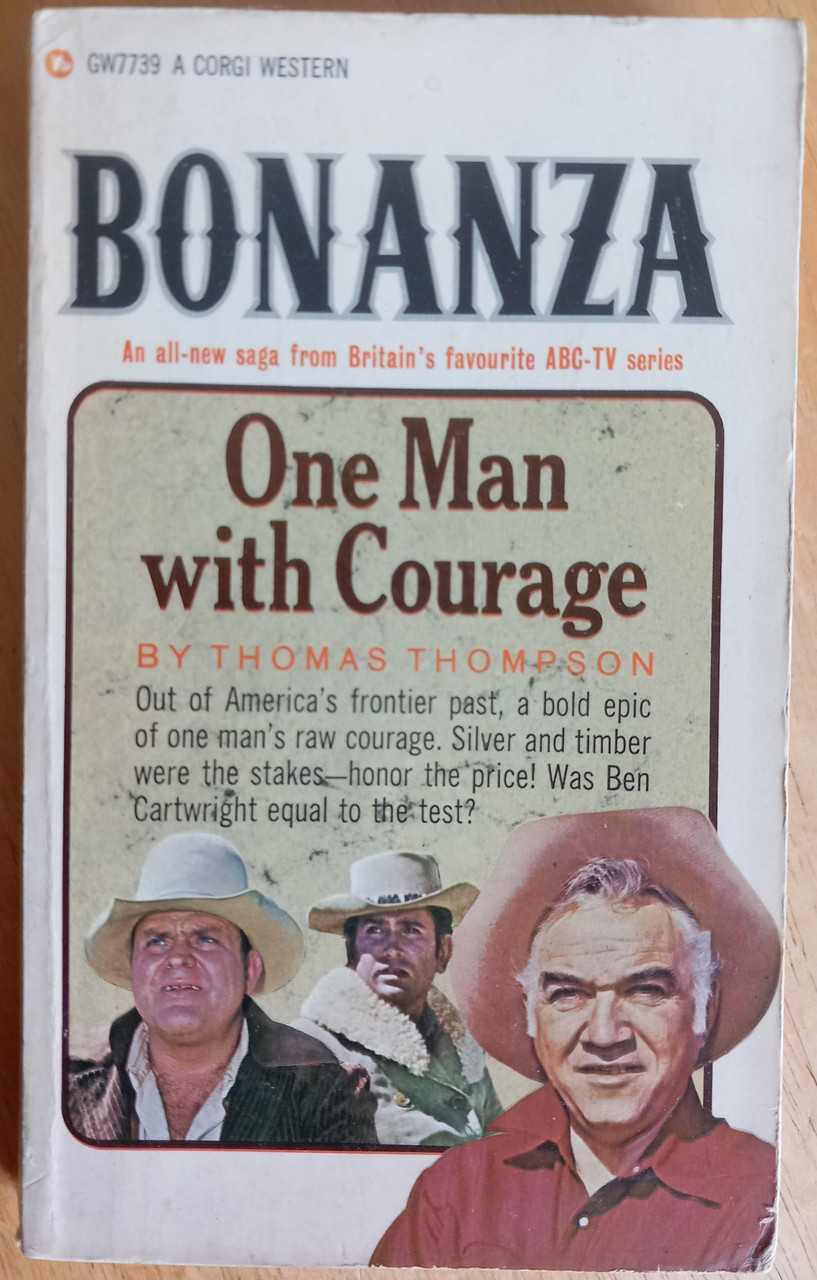 GW7739 A CORGI WESTERN
BONANZA
An all-new saga from Britain's favourite ABC-TV series
One Man
with Courage
BY THOMAS THOMPSON
Out of America's frontier past, a bold epic
of one man's raw courage. Silver and timber
were the stakes—honor the price! Was Ben
Cartwright equal to the test?